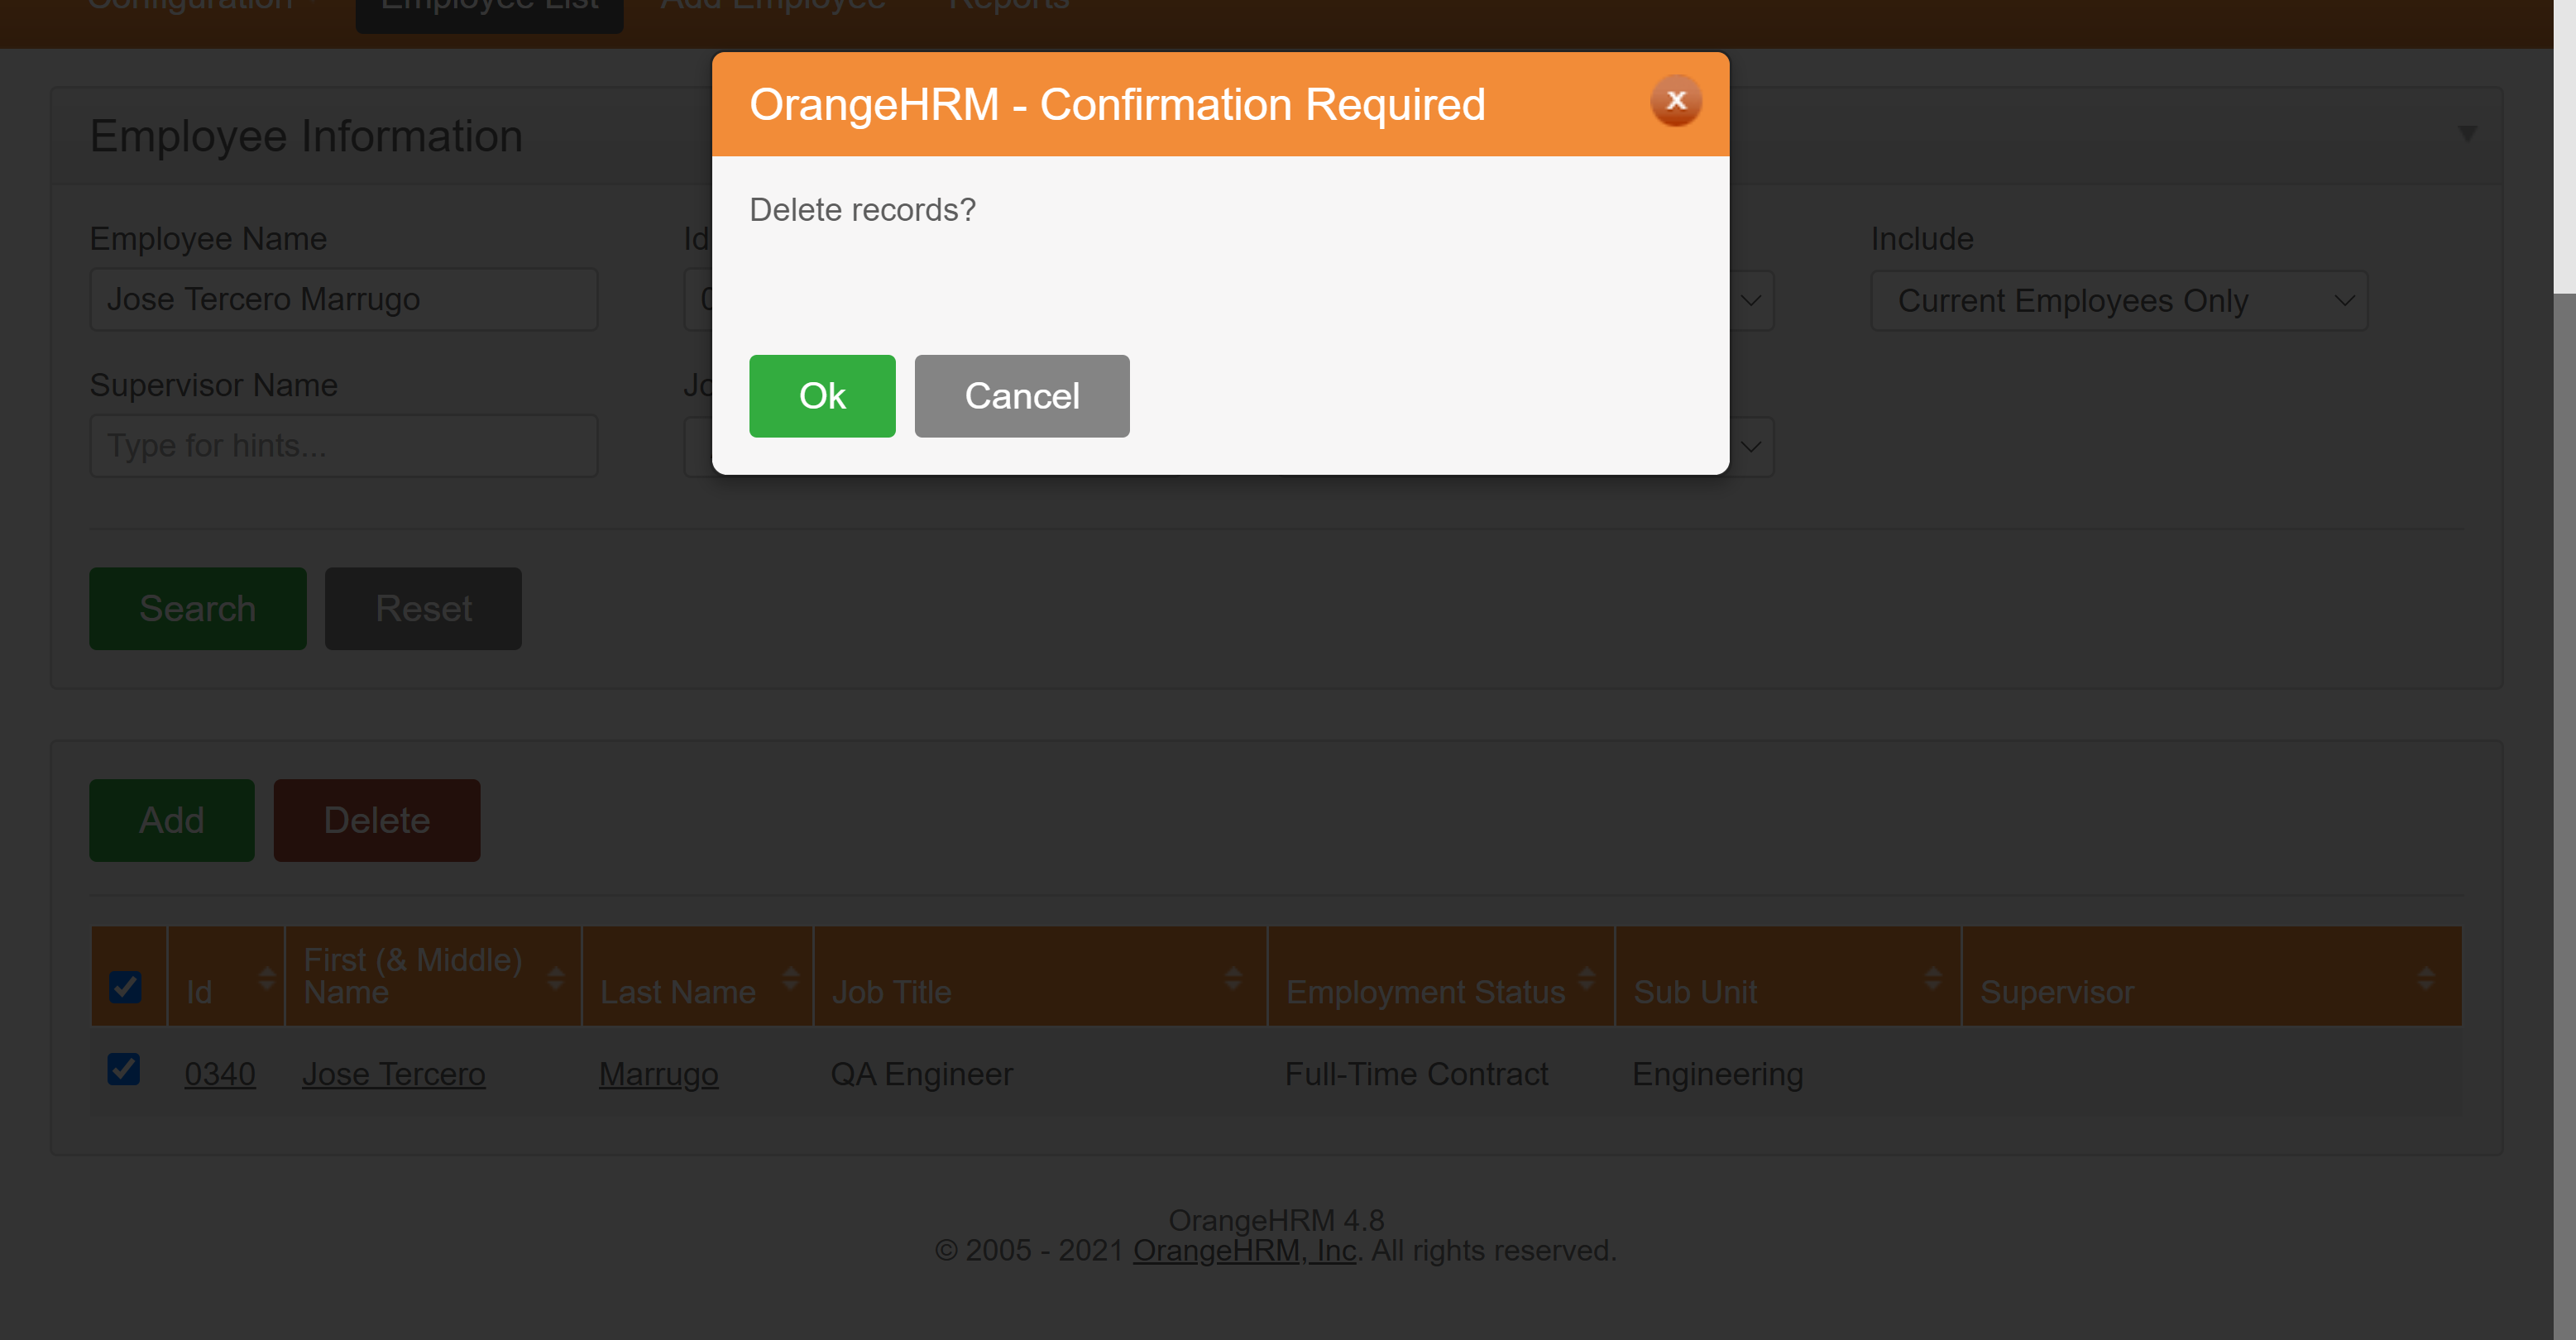 Configuration Employee List Add Employee Reports
OrangeHRM - Confirmation Required
x
Delete records?
Ok Cancel
Employee Information
Employee Name
Id
Include
Jose Tercero Marrugo
Current Employees Only
Supervisor Name
Type for hints...
Search Reset
Add Delete
Id
First (& Middle)
Name
Last Name
Job Title
Employment Status
Sub Unit
Supervisor
0340 Jose Tercero Marrugo QA Engineer Full-Time Contract Engineering
OrangeHRM 4.8
© 2005 - 2021 OrangeHRM, Inc. All rights reserved.